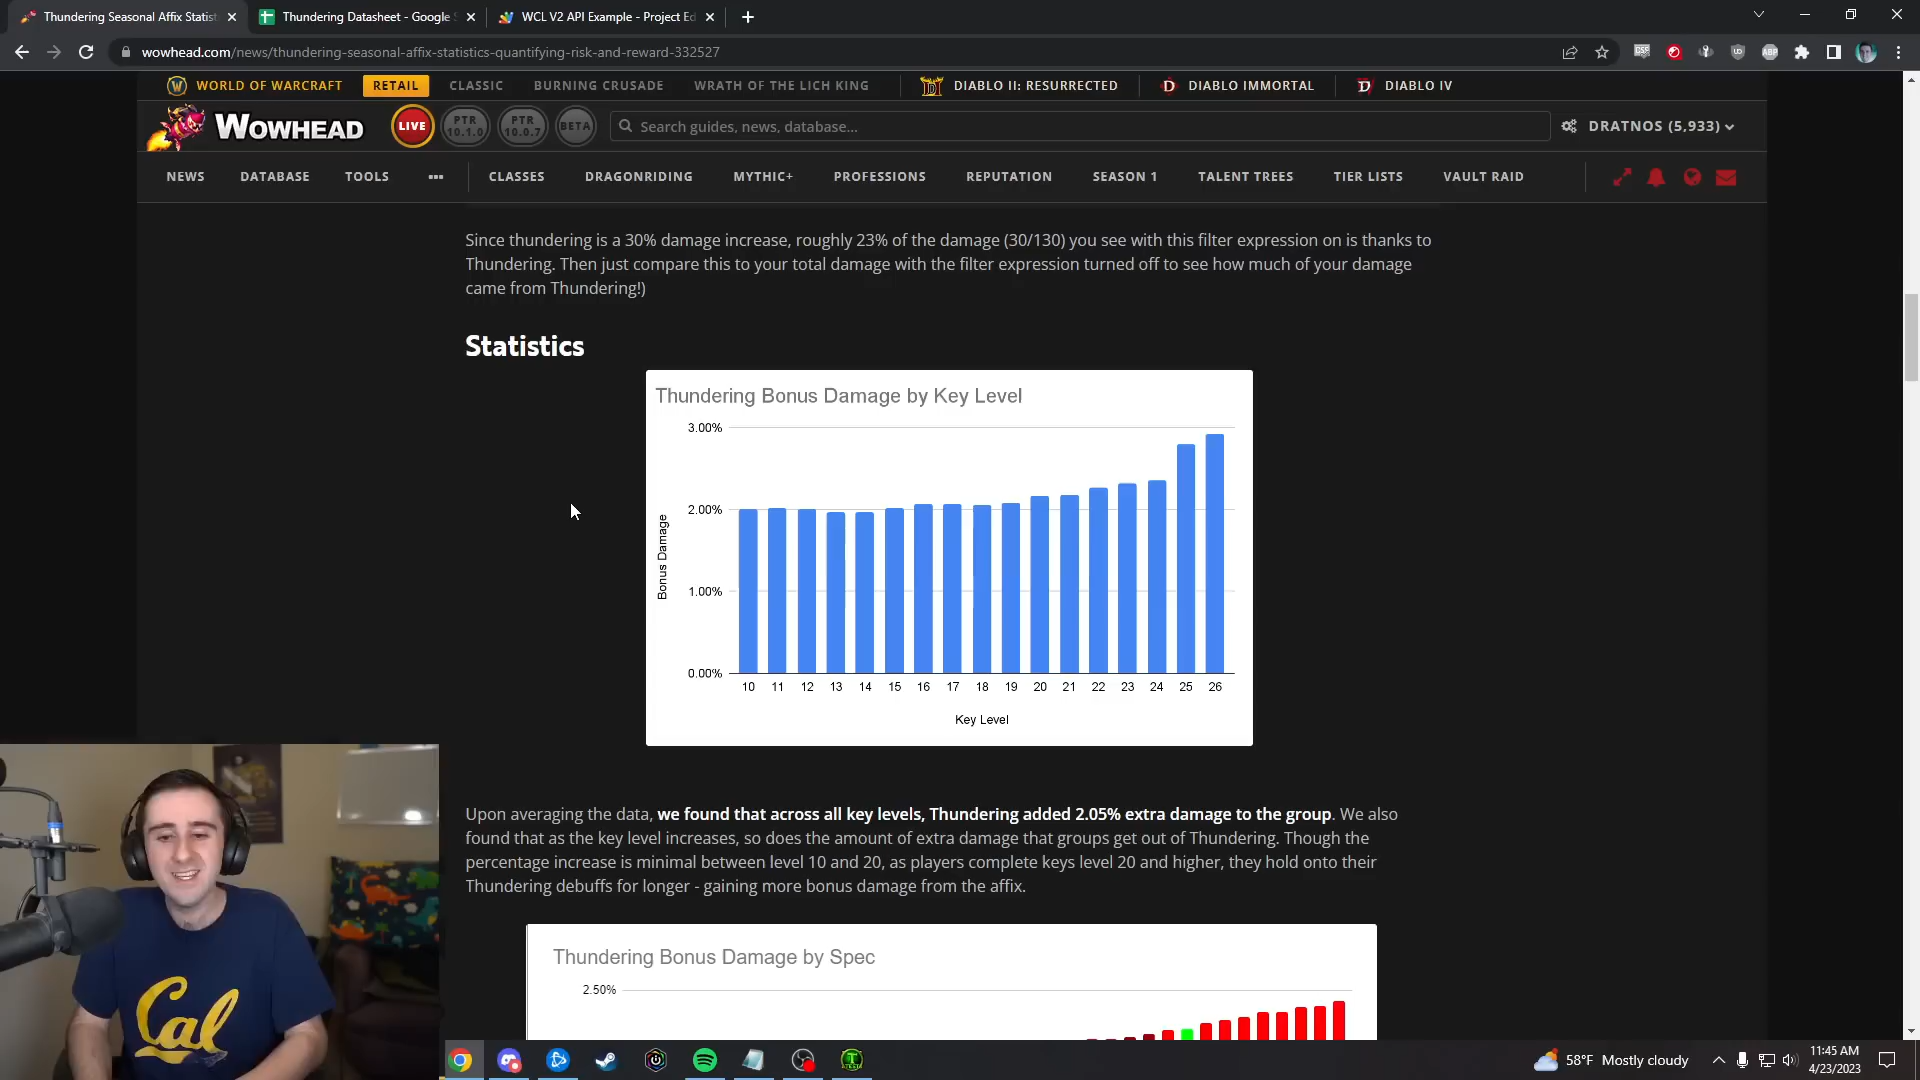 Thundering Seasonal Affix Statist
Thundering Datasheet - Google S
WCL V2 API Example - Project Ed
wowhead.com/news/thundering-seasonal-affix-statistics-quantifying-risk-and-reward-332527
WORLD OF WARCRAFT RETAIL CLASSIC BURNING CRUSADE WRATH OF THE LICH KING DIABLO II: RESURRECTED DIABLO IMMORTAL DIABLO IV
WOWHEAD LIVE PTR 10.1.0 PTR 10.0.7 BETA Search guides, news, database... DRATNOS (5,933)
NEWS DATABASE TOOLS ••• CLASSES DRAGONRIDING MYTHIC+ PROFESSIONS REPUTATION SEASON 1 TALENT TREES TIER LISTS VAULT RAID
Since thundering is a 30% damage increase, roughly 23% of the damage (30/130) you see with this filter expression on is thanks to
Thundering. Then just compare this to your total damage with the filter expression turned off to see how much of your damage
came from Thundering!)
Statistics
Thundering Bonus Damage by Key Level
3.00%
2.00%
1.00%
0.00%
Bonus Damage
10 11 12 13 14 15 16 17 18 19 20 21 22 23 24 25 26
Key Level
Upon averaging the data, we found that across all key levels, Thundering added 2.05% extra damage to the group. We also
found that as the key level increases, so does the amount of extra damage that groups get out of Thundering. Though the
percentage increase is minimal between level 10 and 20, as players complete keys level 20 and higher, they hold onto their
Thundering debuffs for longer - gaining more bonus damage from the affix.
Thundering Bonus Damage by Spec
2.50%
Cal
58°F Mostly cloudy
11:45 AM
4/23/2023